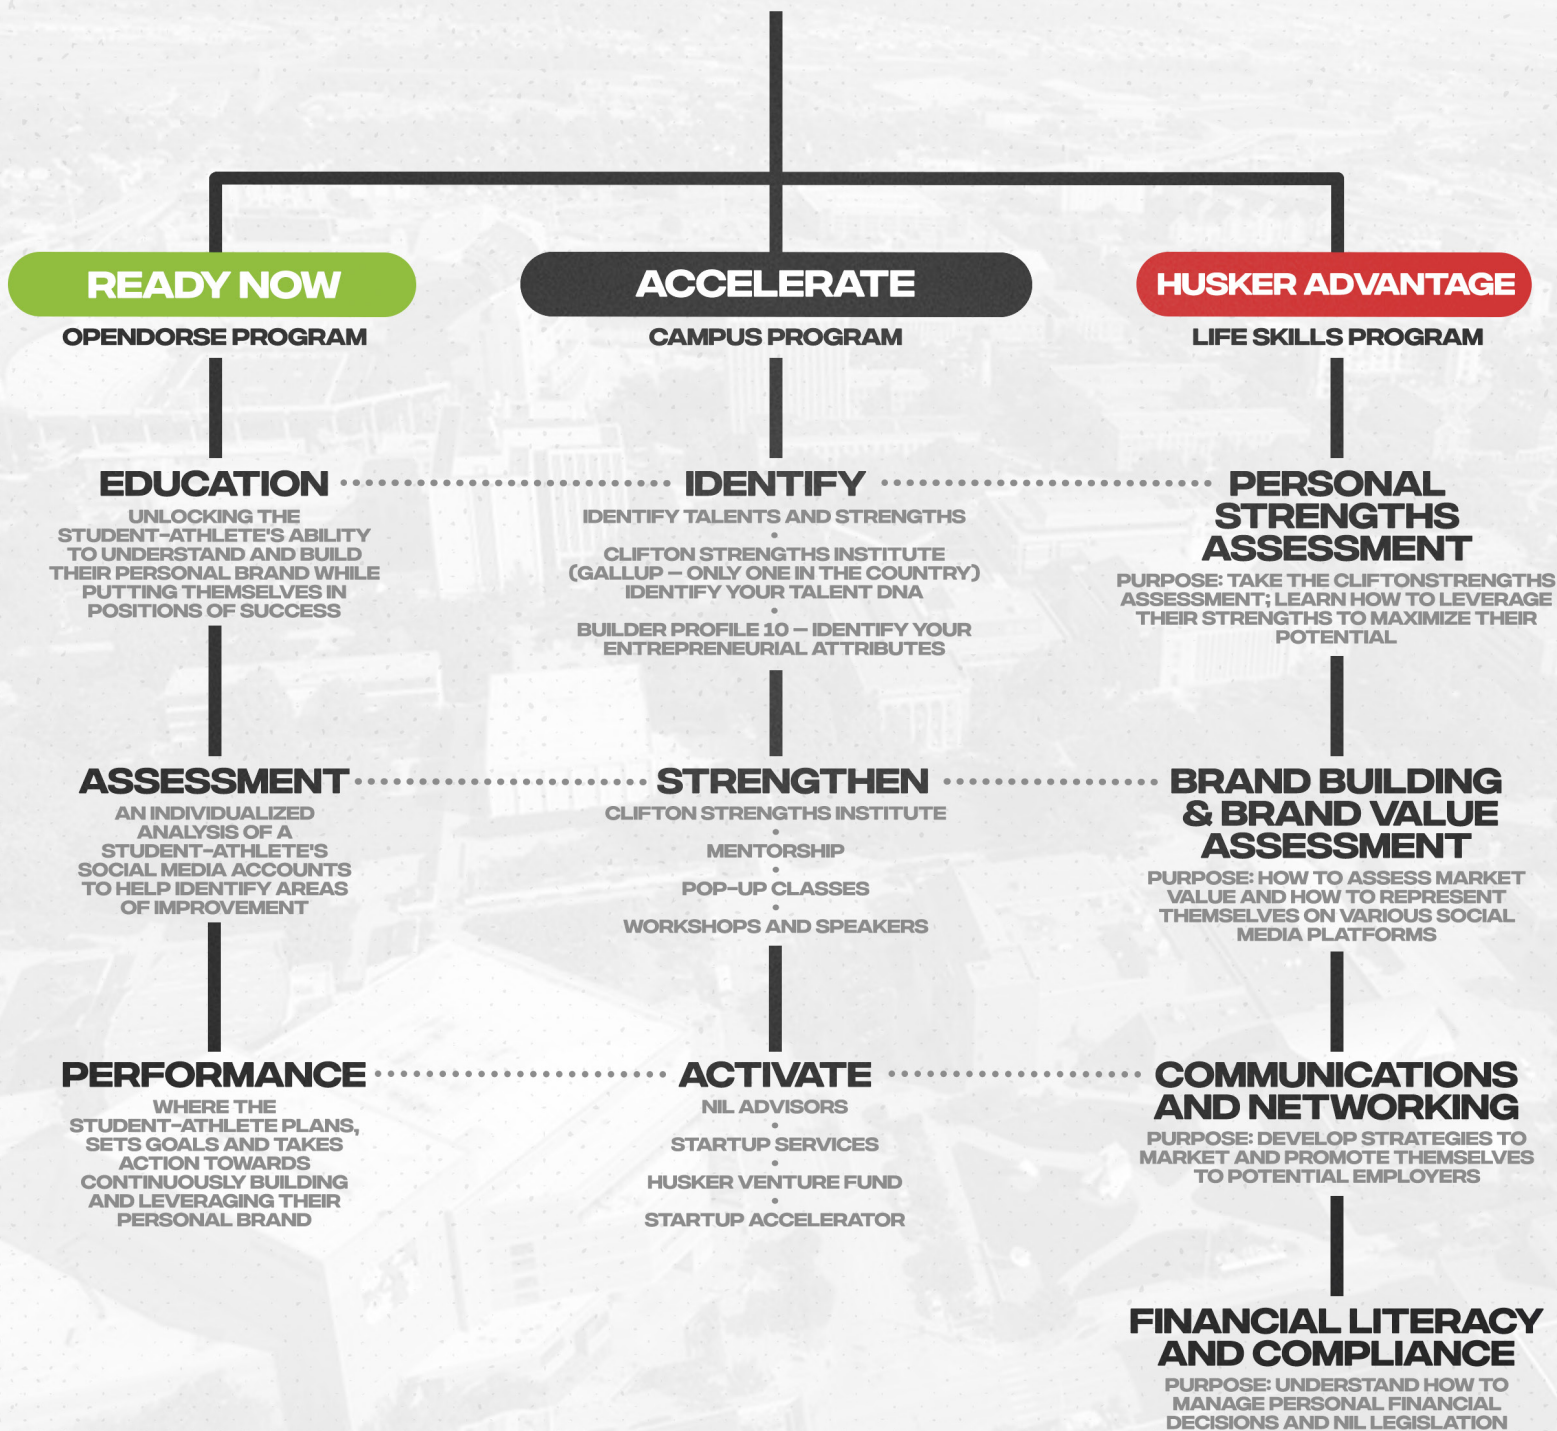 READY NOW
OPENDORSE PROGRAM
EDUCATION
UNLOCKING THE
STUDENT-ATHLETE'S ABILITY
TO UNDERSTAND AND BUILD
THEIR PERSONAL BRAND WHILE
PUTTING THEMSELVES IN
POSITIONS OF SUCCESS
ASSESSMENT
AN INDIVIDUALIZED
ANALYSIS OF A
STUDENT-ATHLETE'S
SOCIAL MEDIA ACCOUNTS
TO HELP IDENTIFY AREAS
OF IMPROVEMENT
PERFORMANCE
WHERE THE
STUDENT-ATHLETE PLANS,
SETS GOALS AND TAKES
ACTION TOWARDS
CONTINUOUSLY BUILDING
AND LEVERAGING THEIR
PERSONAL BRAND
ACCELERATE
CAMPUS PROGRAM
IDENTIFY
IDENTIFY TALENTS AND STRENGTHS
•
CLIFTON STRENGTHS INSTITUTE
(GALLUP – ONLY ONE IN THE COUNTRY)
IDENTIFY YOUR TALENT DNA
•
BUILDER PROFILE 10 – IDENTIFY YOUR
ENTREPRENEURIAL ATTRIBUTES
STRENGTHEN
CLIFTON STRENGTHS INSTITUTE
•
MENTORSHIP
•
POP-UP CLASSES
•
WORKSHOPS AND SPEAKERS
ACTIVATE
NIL ADVISORS
•
STARTUP SERVICES
•
HUSKER VENTURE FUND
•
STARTUP ACCELERATOR
HUSKER ADVANTAGE
LIFE SKILLS PROGRAM
PERSONAL
STRENGTHS
ASSESSMENT
PURPOSE: TAKE THE CLIFTONSTRENGTHS
ASSESSMENT; LEARN HOW TO LEVERAGE
THEIR STRENGTHS TO MAXIMIZE THEIR
POTENTIAL
BRAND BUILDING
& BRAND VALUE
ASSESSMENT
PURPOSE: HOW TO ASSESS MARKET
VALUE AND HOW TO REPRESENT
THEMSELVES ON VARIOUS SOCIAL
MEDIA PLATFORMS
COMMUNICATIONS
AND NETWORKING
PURPOSE: DEVELOP STRATEGIES TO
MARKET AND PROMOTE THEMSELVES
TO POTENTIAL EMPLOYERS
FINANCIAL LITERACY
AND COMPLIANCE
PURPOSE: UNDERSTAND HOW TO
MANAGE PERSONAL FINANCIAL
DECISIONS AND NIL LEGISLATION